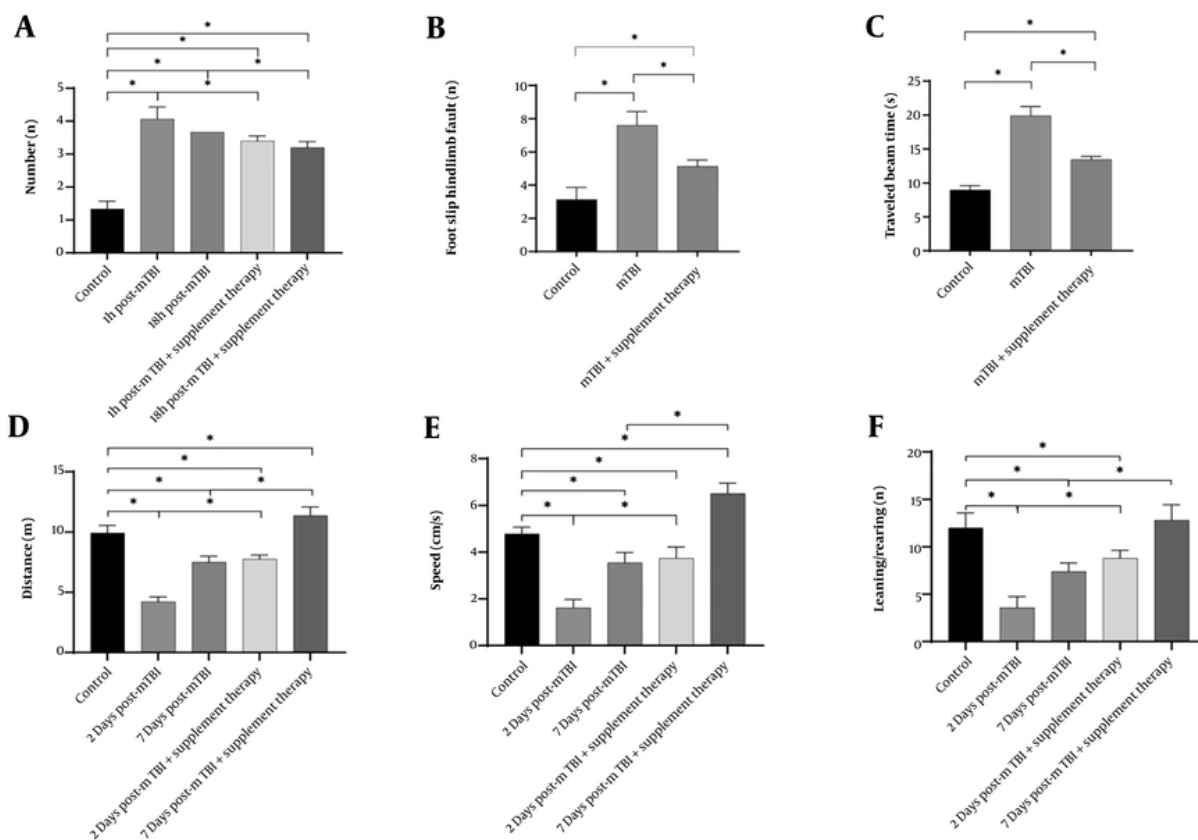 A
*
*
*
*
*
*
Number (n)
5
4
3
2
1
0
Control
1h post-mTBI
18h post-mTBI
1h post-m TBI + supplement therapy
18h post-m TBI + supplement therapy
B
*
*
*
Foot slip hindlimb fault (n)
10
8
6
4
2
0
Control
mTBI
mTBI + supplement therapy
C
*
*
*
Traveled beam time (s)
25
20
15
10
5
0
Control
mTBI
mTBI + supplement therapy
D
*
*
*
*
*
*
Distance (m)
15
10
5
0
Control
2 Days post-mTBI
7 Days post-mTBI
2 Days post-m TBI + supplement therapy
7 Days post-m TBI + supplement therapy
E
*
*
*
*
*
*
*
Speed (cm/s)
8
6
4
2
0
Control
2 Days post-mTBI
7 Days post-mTBI
2 Days post-m TBI + supplement therapy
7 Days post-m TBI + supplement therapy
F
*
*
*
*
*
Leaning/rearing (n)
20
15
10
5
0
Control
2 Days post-mTBI
7 Days post-mTBI
2 Days post-m TBI + supplement therapy
7 Days post-m TBI + supplement therapy